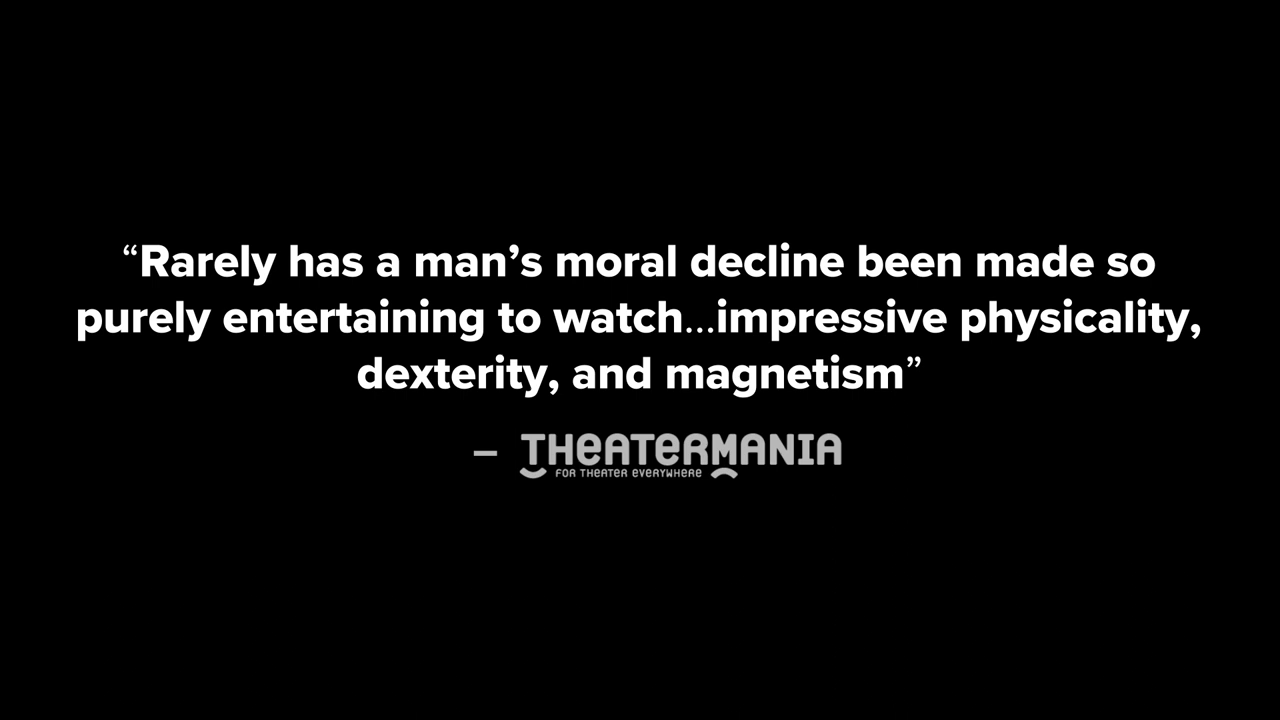 “Rarely has a man’s moral decline been made so
purely entertaining to watch...impressive physicality,
dexterity, and magnetism”
– THEATERMANIA
FOR THEATER EVERYWHERE